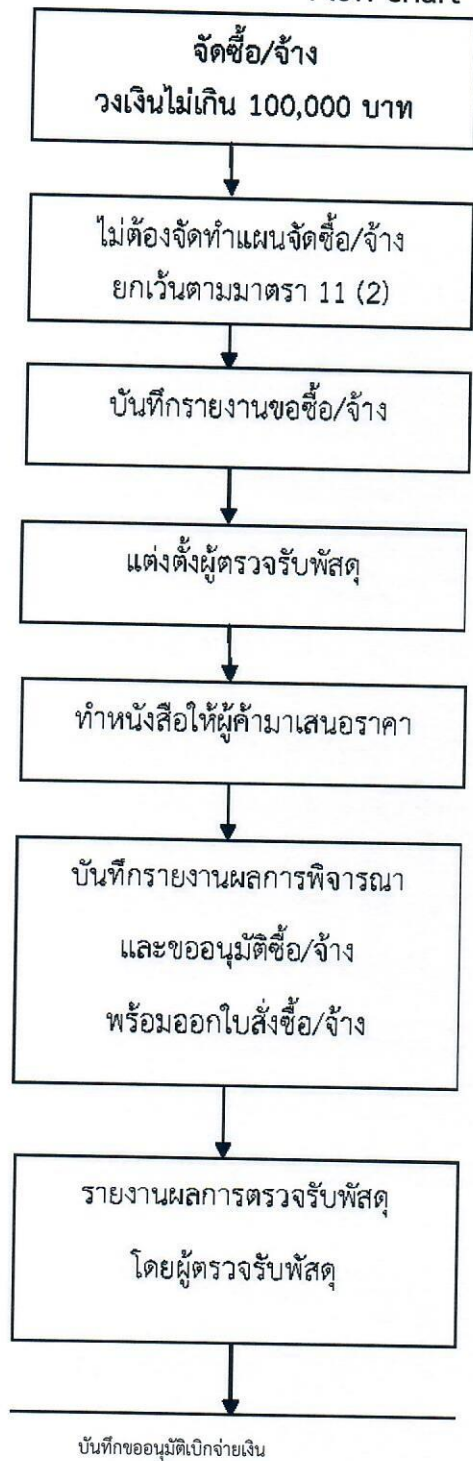 chart
จัดซื้อ/จ้าง
วงเงินไม่เกิน 100,000 บาท
ไม่ต้องจัดทำแผนจัดซื้อ/จ้าง
ยกเว้นตามมาตรา 11 (2)
บันทึกรายงานขอซื้อ/จ้าง
แต่งตั้งผู้ตรวจรับพัสดุ
ทำหนังสือให้ผู้ค้ามาเสนอราคา
บันทึกรายงานผลการพิจารณา
และขออนุมัติซื้อ/จ้าง
พร้อมออกใบสั่งซื้อ/จ้าง
รายงานผลการตรวจรับพัสดุ
โดยผู้ตรวจรับพัสดุ
บันทึกขออนุมัติเบิกจ่ายเงิน